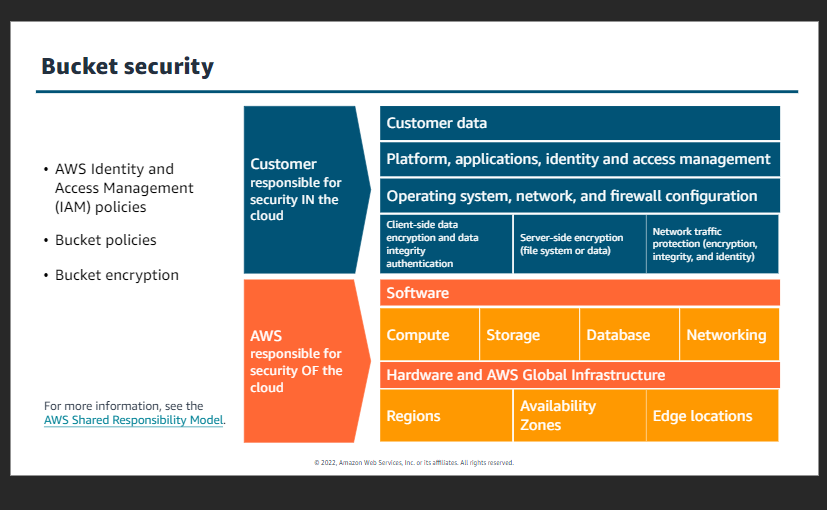 Bucket security
• AWS Identity and
Access Management
(IAM) policies
• Bucket policies
• Bucket encryption
For more information, see the
AWS Shared Responsibility Model.
Customer
responsible for
security IN the
cloud
Customer data
Platform, applications, identity and access management
Operating system, network, and firewall configuration
Client-side data
encryption and data
integrity
authentication
Server-side encryption
(file system or data)
Network traffic
protection (encryption,
integrity, and identity)
AWS
responsible for
security OF the
cloud
Software
Compute
Storage
Database
Networking
Hardware and AWS Global Infrastructure
Regions
Availability
Zones
Edge locations
© 2022, Amazon Web Services, Inc. or its affiliates. All rights reserved.